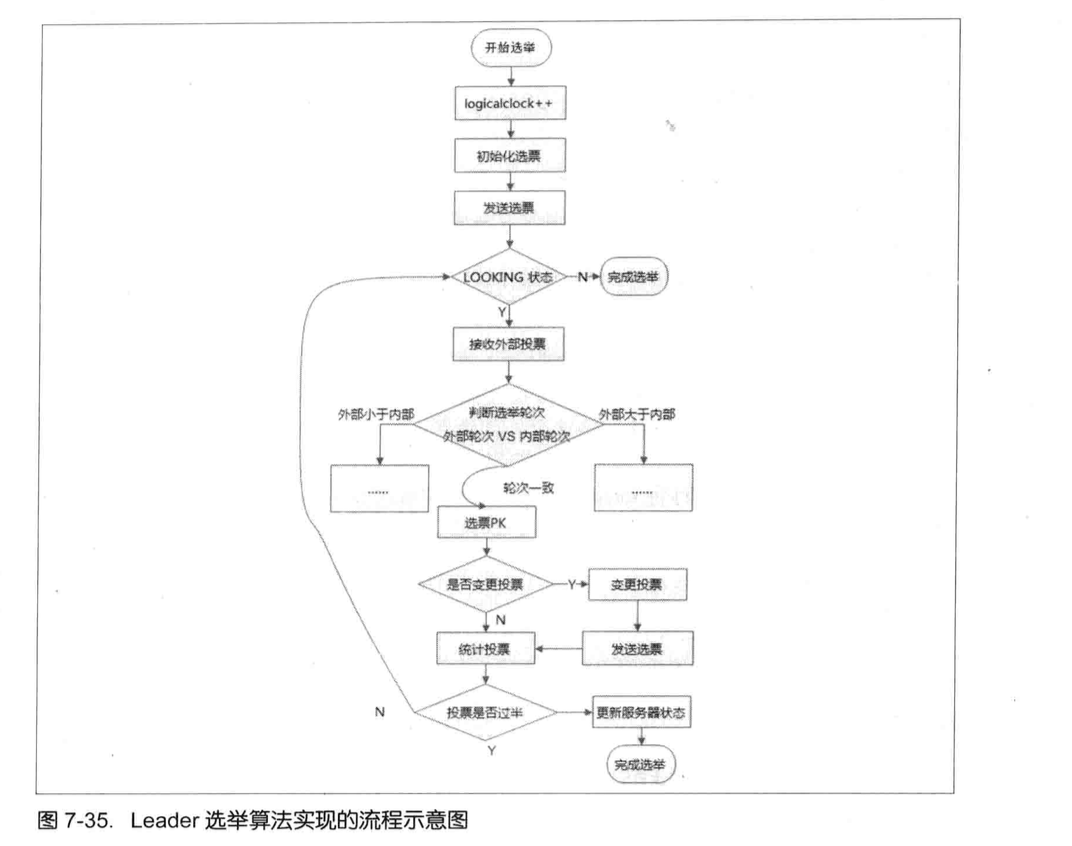 开始选举
logicalclock++
初始化选票
发送选票
LOOKING 状态
N
完成选举
Y
接收外部投票
外部小于内部
判断选举轮次
外部轮次 VS 内部轮次
外部大于内部
......
......
轮次一致
选票PK
是否变更投票
Y
变更投票
N
统计投票
发送选票
N
投票是否过半
更新服务器状态
Y
完成选举
图 7-35. Leader 选举算法实现的流程示意图